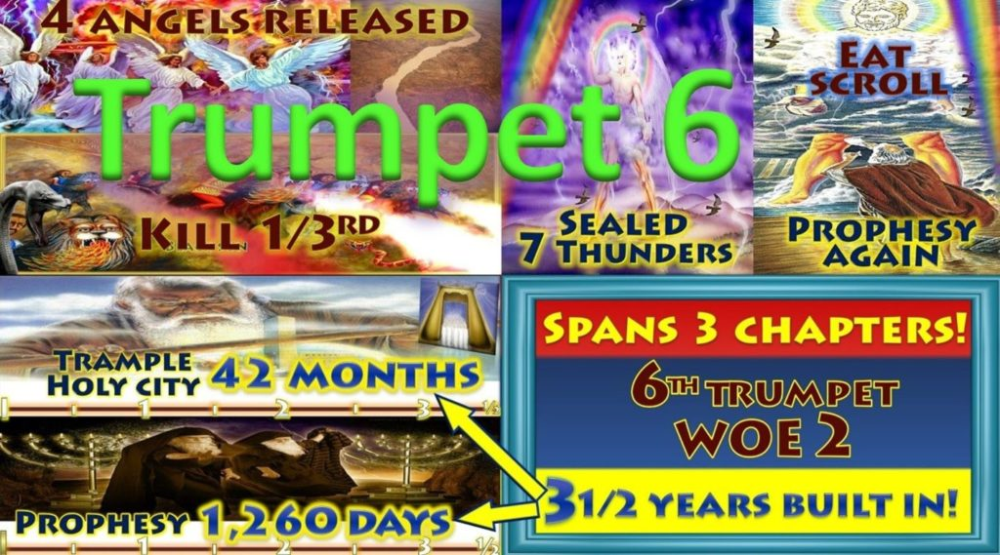 4 ANGELS RELEASED
Trumpet 6
KILL 1/3RD
SEALED
7 THUNDERS
EAT
SCROLL
PROPHESY
AGAIN
TRAMPLE
HOLY CITY 42 MONTHS
1 2 3 1/2
PROPHESY 1,260 DAYS
1 2 3 1/2
SPANS 3 CHAPTERS!
6TH TRUMPET
WOE 2
3 1/2 YEARS BUILT IN!